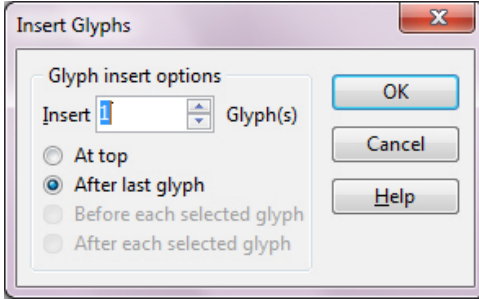 Insert Glyphs
Glyph insert options
Insert 1 Glyph(s)
At top
After last glyph
Before each selected glyph
After each selected glyph
OK
Cancel
Help